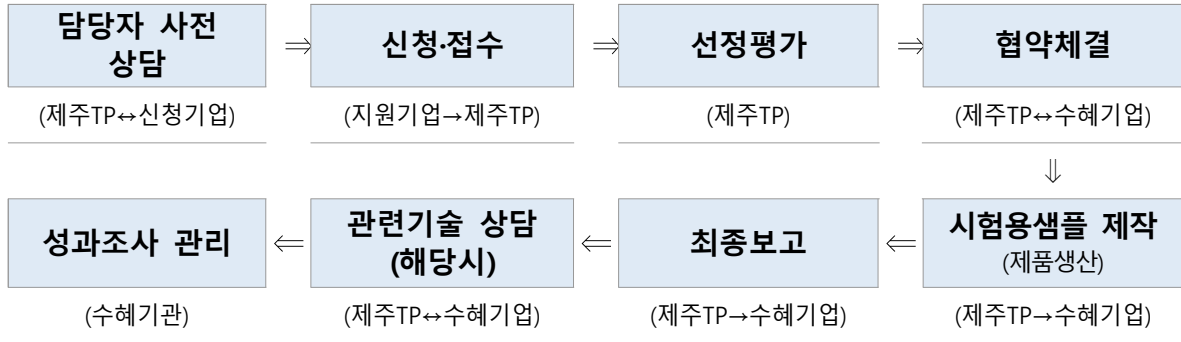 담당자 사전
상담
⇒
신청·접수
⇒
선정평가
⇒
협약체결
(제주TP↔신청기업)
(지원기업→제주TP)
(제주TP)
(제주TP↔수혜기업)
⇓
시험용샘플 제작
(제품생산)
⇐
최종보고
⇐
관련기술 상담
(해당시)
⇐
성과조사 관리
(제주TP→수혜기업)
(제주TP→수혜기업)
(제주TP↔수혜기업)
(수혜기관)